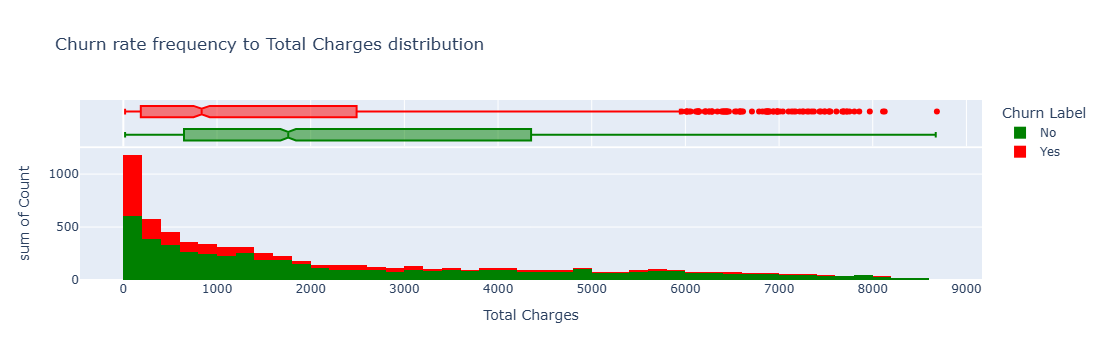 Churn rate frequency to Total Charges distribution
Churn Label
No
Yes
sum of Count
1000
500
0
0 1000 2000 3000 4000 5000 6000 7000 8000 9000
Total Charges